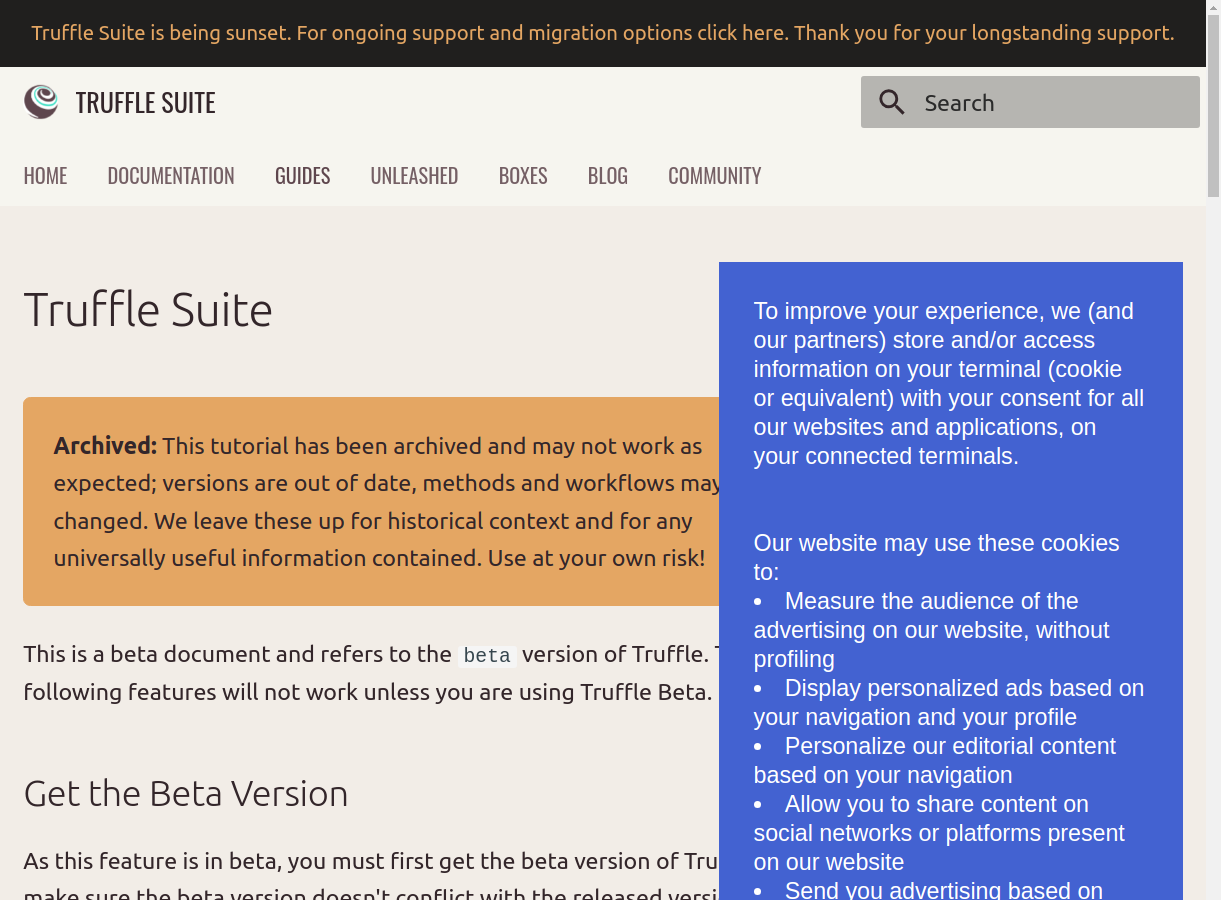 Truffle Suite is being sunset. For ongoing support and migration options click here. Thank you for your longstanding support.
TRUFFLE SUITE
Search
HOME DOCUMENTATION GUIDES UNLEASHED BOXES BLOG COMMUNITY
Truffle Suite
Archived: This tutorial has been archived and may not work as
expected; versions are out of date, methods and workflows may
changed. We leave these up for historical context and for any
universally useful information contained. Use at your own risk!
This is a beta document and refers to the beta version of Truffle.
following features will not work unless you are using Truffle Beta.
Get the Beta Version
As this feature is in beta, you must first get the beta version of Tru
make sure the beta version doesn't conflict with the released versi
To improve your experience, we (and
our partners) store and/or access
information on your terminal (cookie
or equivalent) with your consent for all
our websites and applications, on
your connected terminals.
Our website may use these cookies
to:
• Measure the audience of the
advertising on our website, without
profiling
• Display personalized ads based on
your navigation and your profile
• Personalize our editorial content
based on your navigation
• Allow you to share content on
social networks or platforms present
on our website
• Send you advertising based on